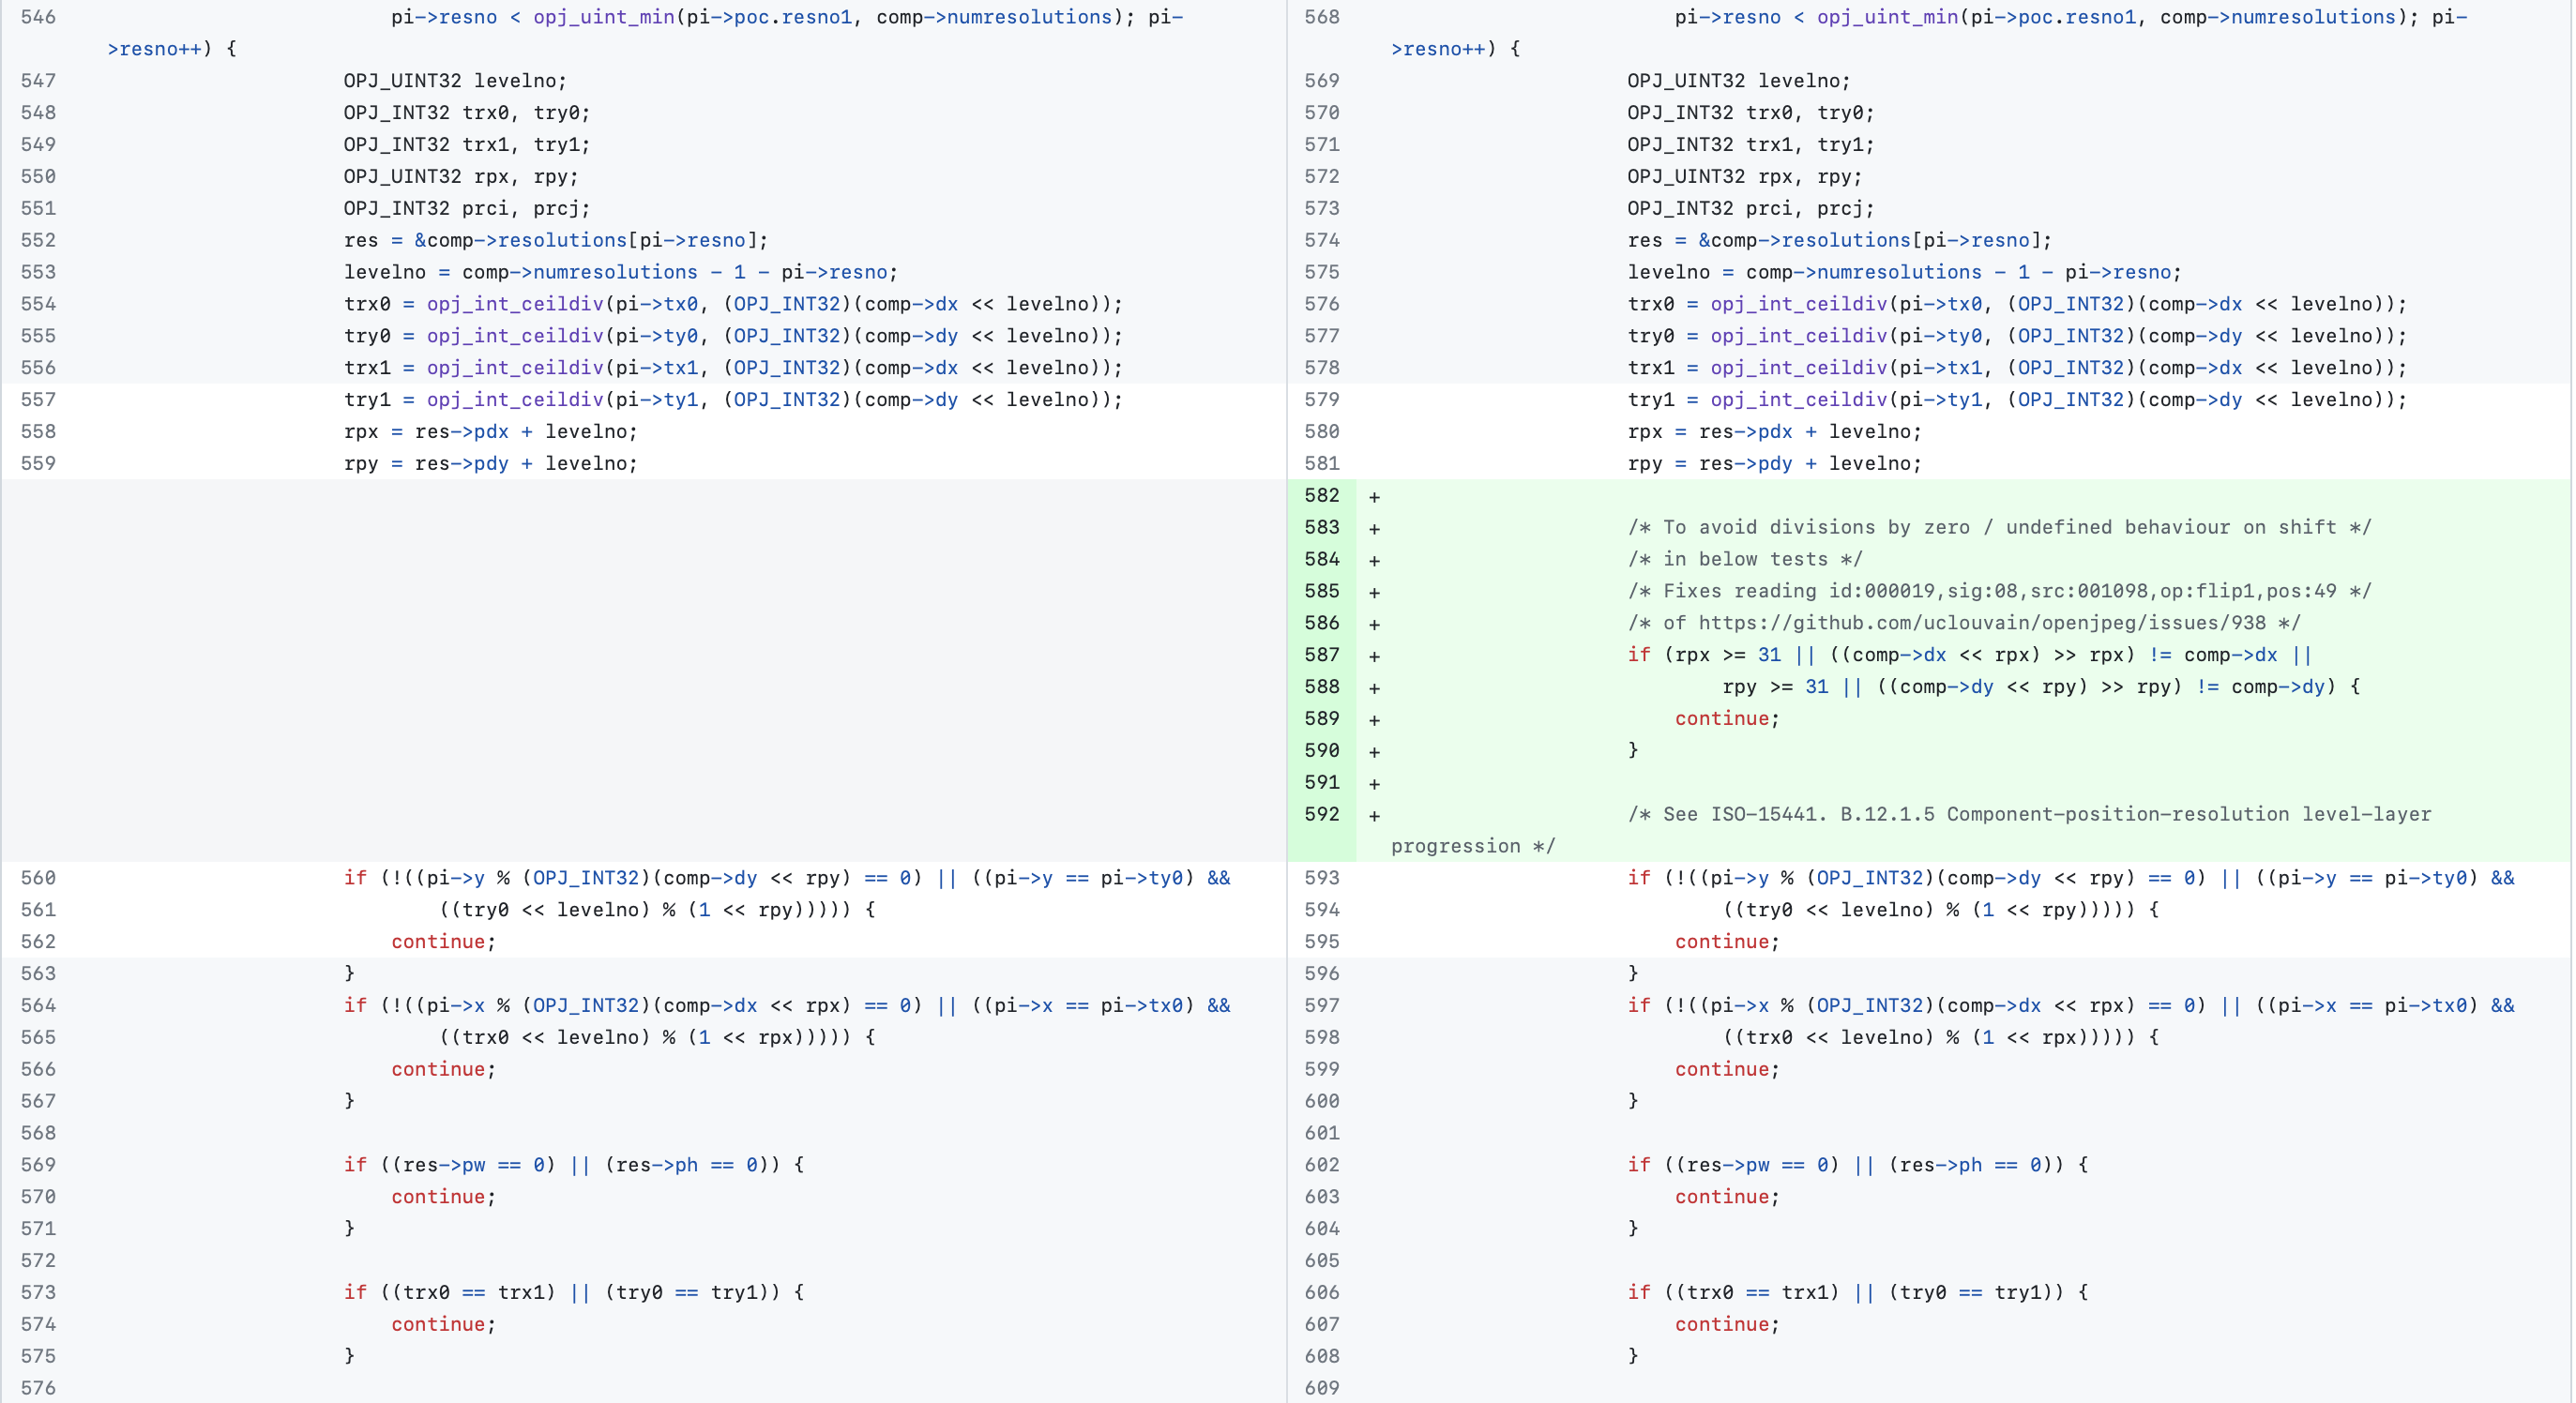 546 pi->resno < opj_uint_min(pi->poc.resno1, comp->numresolutions); pi-
>resno++) {
547 OPJ_UINT32 levelno;
548 OPJ_INT32 trx0, try0;
549 OPJ_INT32 trx1, try1;
550 OPJ_UINT32 rpx, rpy;
551 OPJ_INT32 prci, prcj;
552 res = &comp->resolutions[pi->resno];
553 levelno = comp->numresolutions - 1 - pi->resno;
554 trx0 = opj_int_ceildiv(pi->tx0, (OPJ_INT32)(comp->dx << levelno));
555 try0 = opj_int_ceildiv(pi->ty0, (OPJ_INT32)(comp->dy << levelno));
556 trx1 = opj_int_ceildiv(pi->tx1, (OPJ_INT32)(comp->dx << levelno));
557 try1 = opj_int_ceildiv(pi->ty1, (OPJ_INT32)(comp->dy << levelno));
558 rpx = res->pdx + levelno;
559 rpy = res->pdy + levelno;
560 if (!((pi->y % (OPJ_INT32)(comp->dy << rpy) == 0) || ((pi->y == pi->ty0) &&
561 ((try0 << levelno) % (1 << rpy))))) {
562 continue;
563 }
564 if (!((pi->x % (OPJ_INT32)(comp->dx << rpx) == 0) || ((pi->x == pi->tx0) &&
565 ((trx0 << levelno) % (1 << rpx))))) {
566 continue;
567 }
568
569 if ((res->pw == 0) || (res->ph == 0)) {
570 continue;
571 }
572
573 if ((trx0 == trx1) || (try0 == try1)) {
574 continue;
575 }
576
568 pi->resno < opj_uint_min(pi->poc.resno1, comp->numresolutions); pi-
>resno++) {
569 OPJ_UINT32 levelno;
570 OPJ_INT32 trx0, try0;
571 OPJ_INT32 trx1, try1;
572 OPJ_UINT32 rpx, rpy;
573 OPJ_INT32 prci, prcj;
574 res = &comp->resolutions[pi->resno];
575 levelno = comp->numresolutions - 1 - pi->resno;
576 trx0 = opj_int_ceildiv(pi->tx0, (OPJ_INT32)(comp->dx << levelno));
577 try0 = opj_int_ceildiv(pi->ty0, (OPJ_INT32)(comp->dy << levelno));
578 trx1 = opj_int_ceildiv(pi->tx1, (OPJ_INT32)(comp->dx << levelno));
579 try1 = opj_int_ceildiv(pi->ty1, (OPJ_INT32)(comp->dy << levelno));
580 rpx = res->pdx + levelno;
581 rpy = res->pdy + levelno;
582 +
583 + /* To avoid divisions by zero / undefined behaviour on shift */
584 + /* in below tests */
585 + /* Fixes reading id:000019,sig:08,src:001098,op:flip1,pos:49 */
586 + /* of https://github.com/uclouvain/openjpeg/issues/938 */
587 + if (rpx >= 31 || ((comp->dx << rpx) >> rpx) != comp->dx ||
588 + rpy >= 31 || ((comp->dy << rpy) >> rpy) != comp->dy) {
589 + continue;
590 + }
591 +
592 + /* See ISO-15441. B.12.1.5 Component-position-resolution level-layer
progression */
593 if (!((pi->y % (OPJ_INT32)(comp->dy << rpy) == 0) || ((pi->y == pi->ty0) &&
594 ((try0 << levelno) % (1 << rpy))))) {
595 continue;
596 }
597 if (!((pi->x % (OPJ_INT32)(comp->dx << rpx) == 0) || ((pi->x == pi->tx0) &&
598 ((trx0 << levelno) % (1 << rpx))))) {
599 continue;
600 }
601
602 if ((res->pw == 0) || (res->ph == 0)) {
603 continue;
604 }
605
606 if ((trx0 == trx1) || (try0 == try1)) {
607 continue;
608 }
609